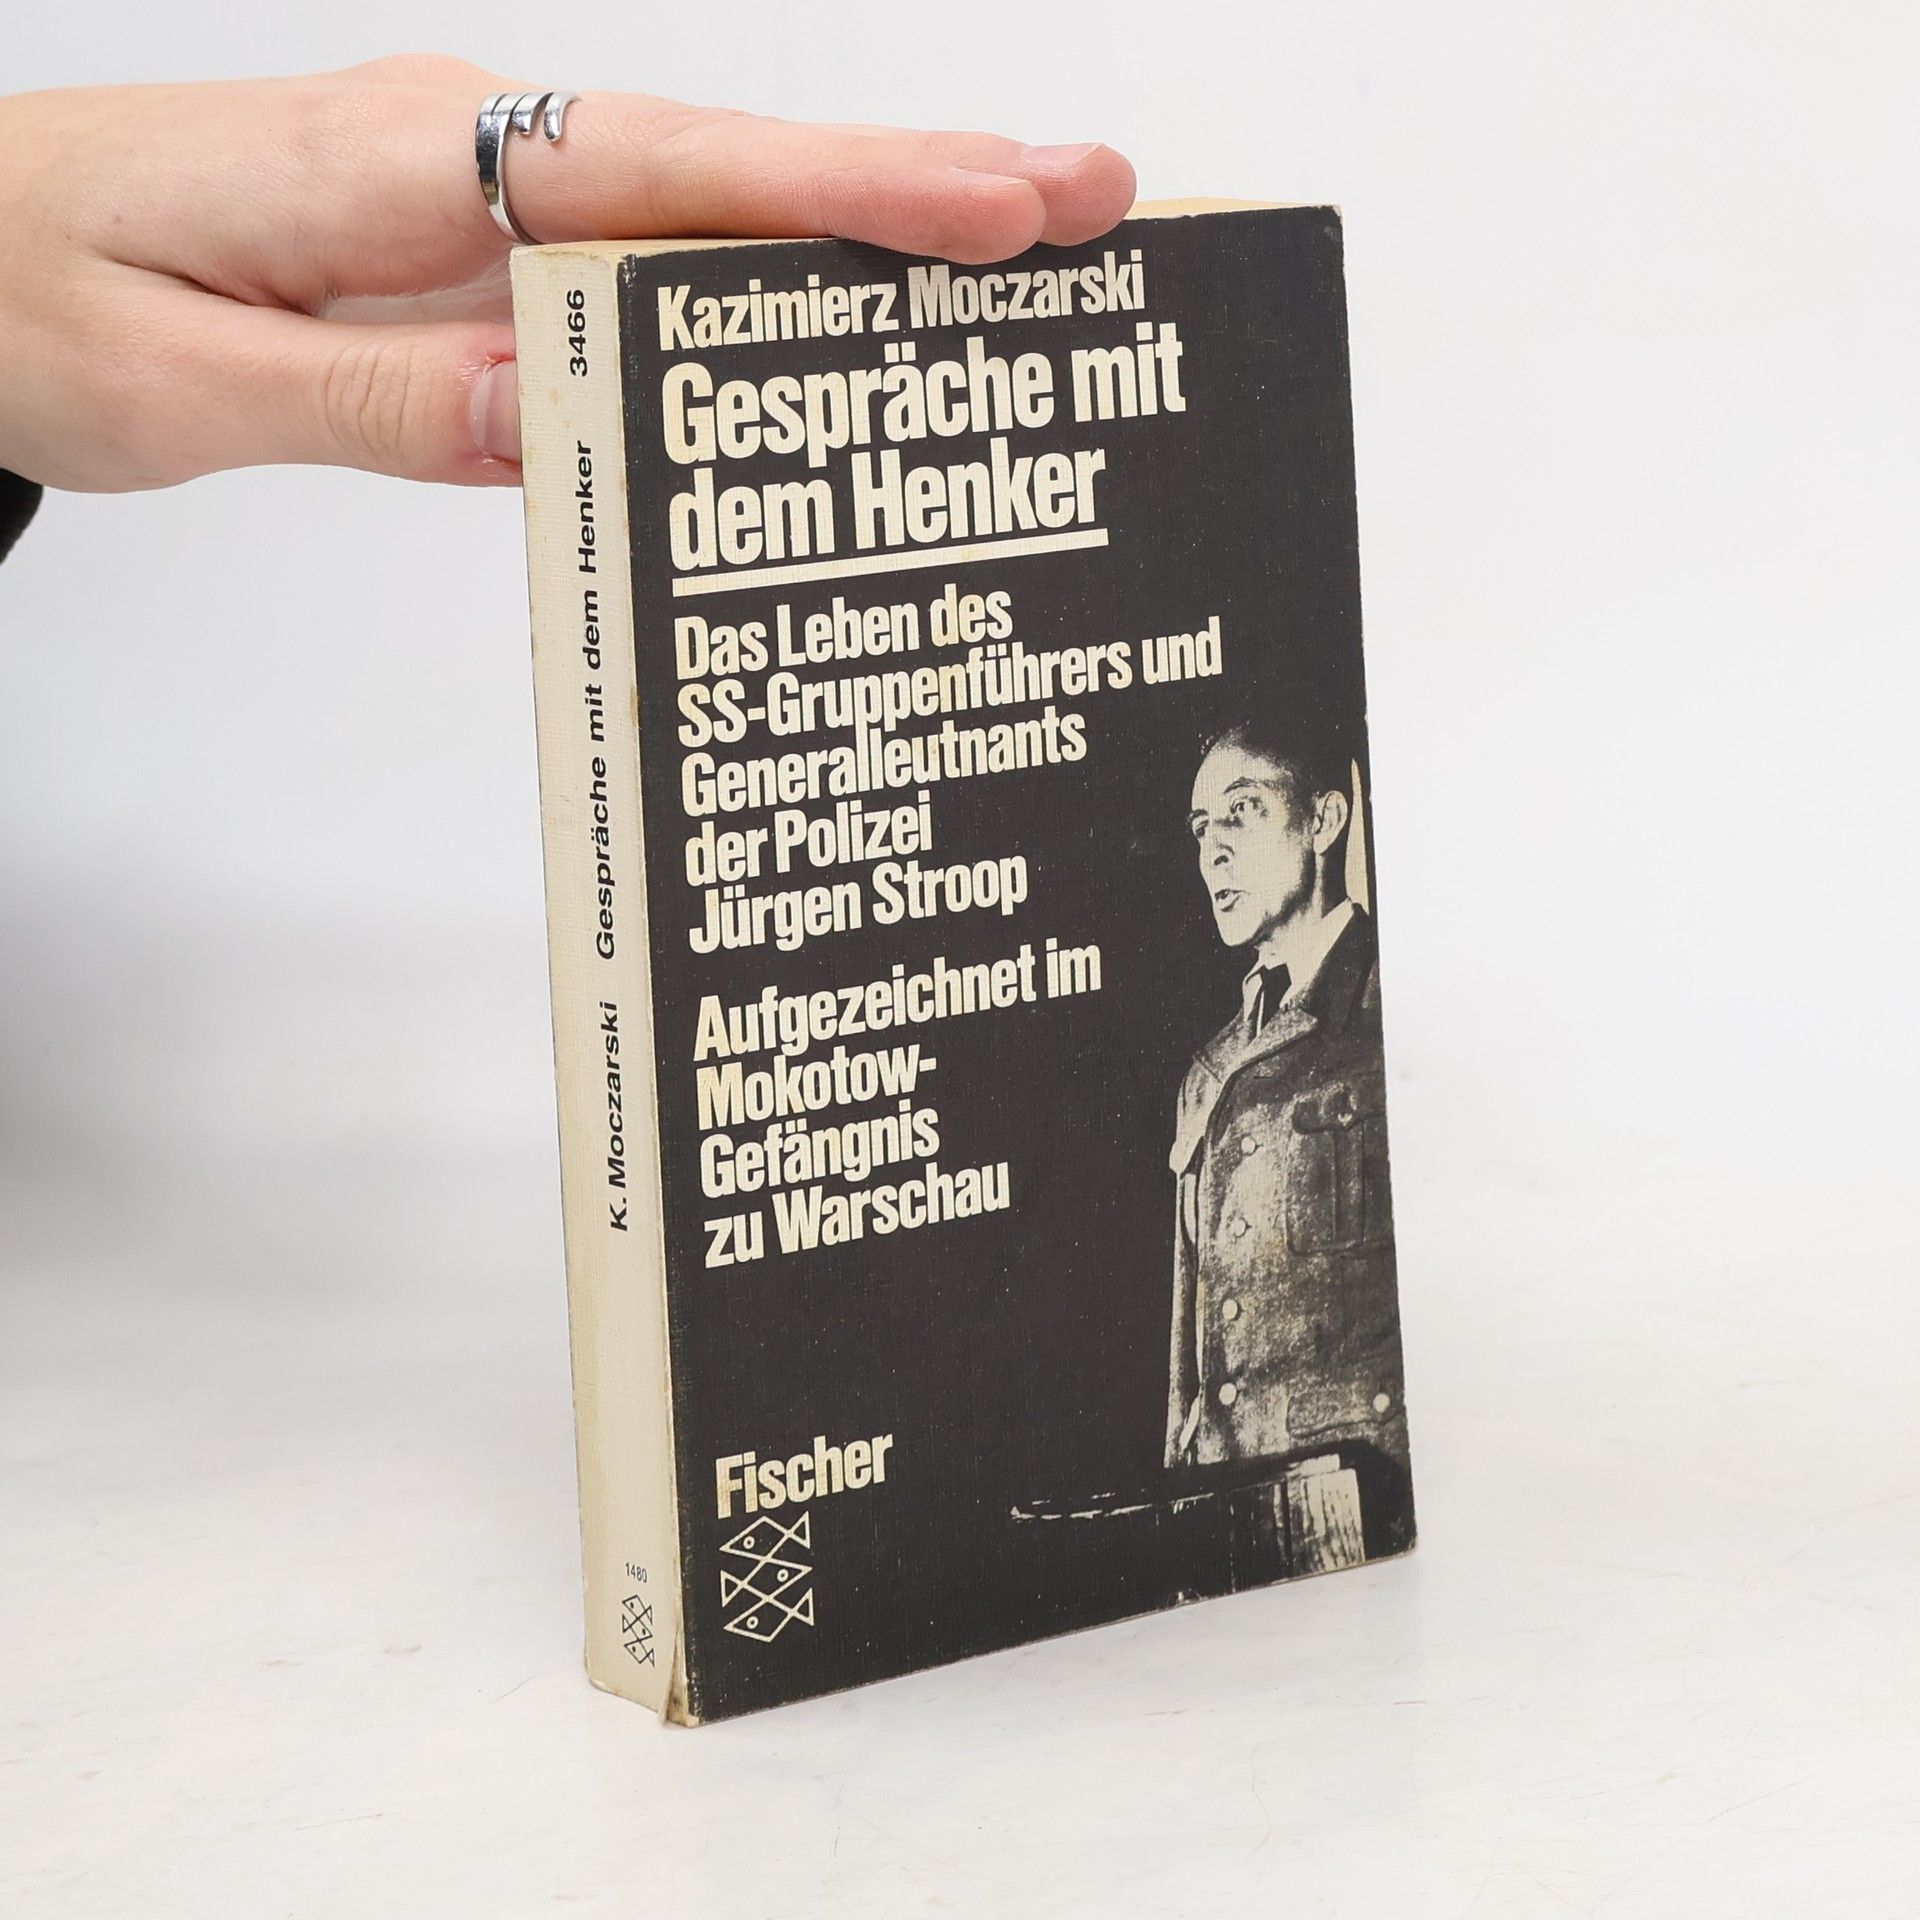 Kazimierz Moczarski
Gespräche mit
dem Henker
Das Leben des
SS-Gruppenführers und
Generalleutnants
der Polizei
Jürgen Stroop
Aufgezeichnet im
Mokotow-
Gefängnis
zu Warschau
Fischer
K. Moczarski Gespräche mit dem Henker 3466
1480